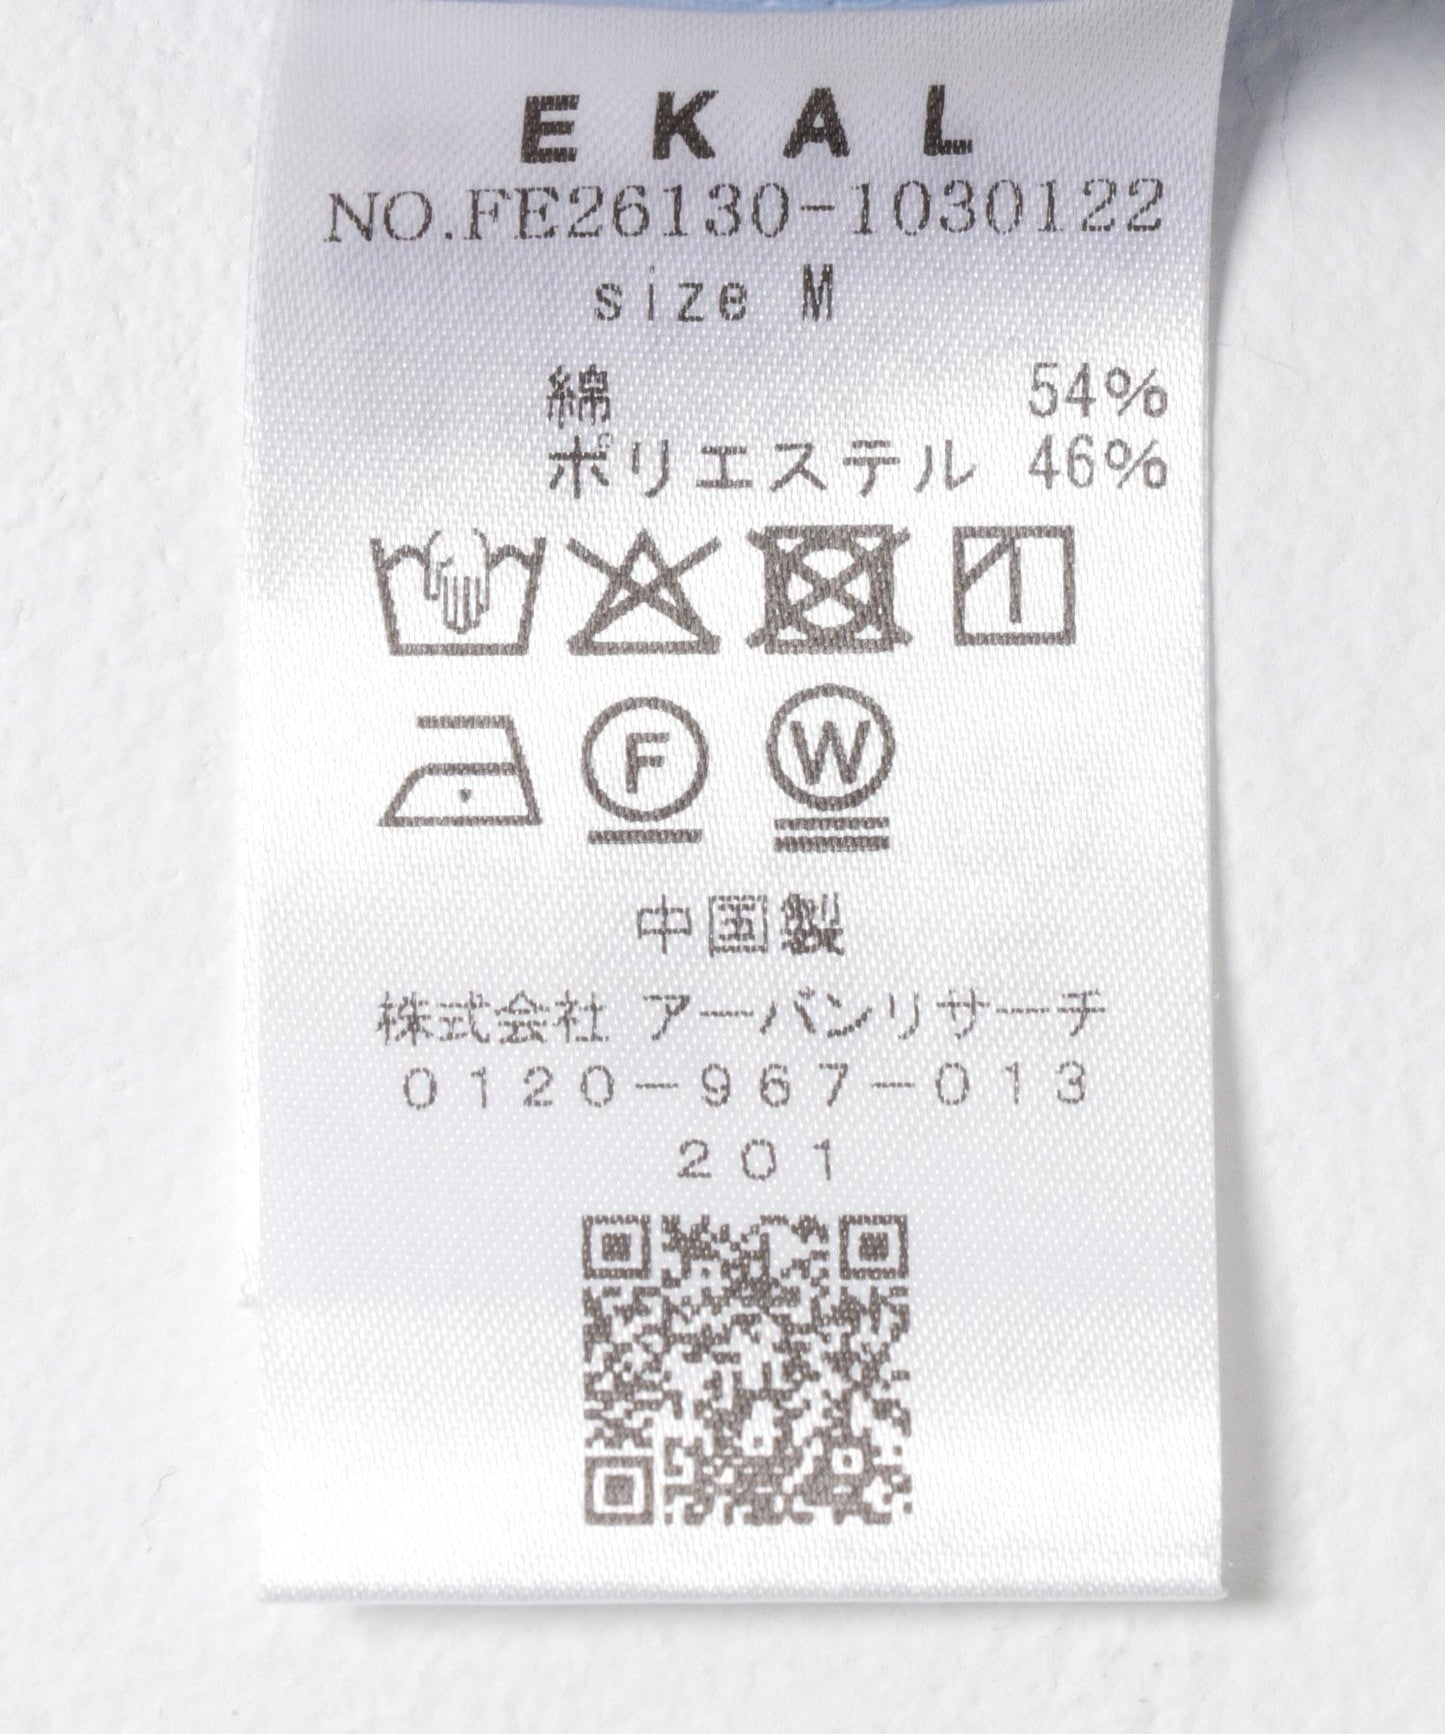 EKAL
NO.FE26130-1030122
size M
綿 54%
ポリエステル 46%
F W
中国製
株式会社 アーバンリサーチ
0120-967-013
201